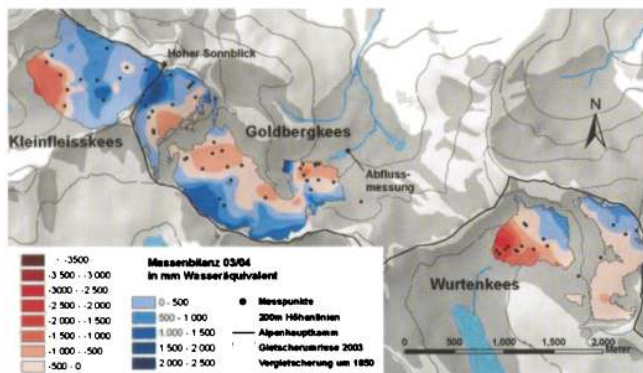 Hoher Sonnblick
Kleinfleisskees
Goldbergkees
N
Abfluss-
messung
Wurtenkees
Massenbilanz 03/04
in mm Wasseräquivalent
- -3500
-3 500 - -3 000
-3000 - -2 500
-2 500 - -2 000
-2 000 - -1 500
-1 500 - -1 000
-1 000 - -500
-500 - 0
0 - 500
500 - 1 000
1 000 - 1 500
1 500 - 2 000
2 000 - 2 500
Messpunkte
200m Höhenlinien
Alpenhauptkamm
Gletscherumrisse 2003
Vergletscherung um 1850
0 500 1,000 1,500 2,000
Meter